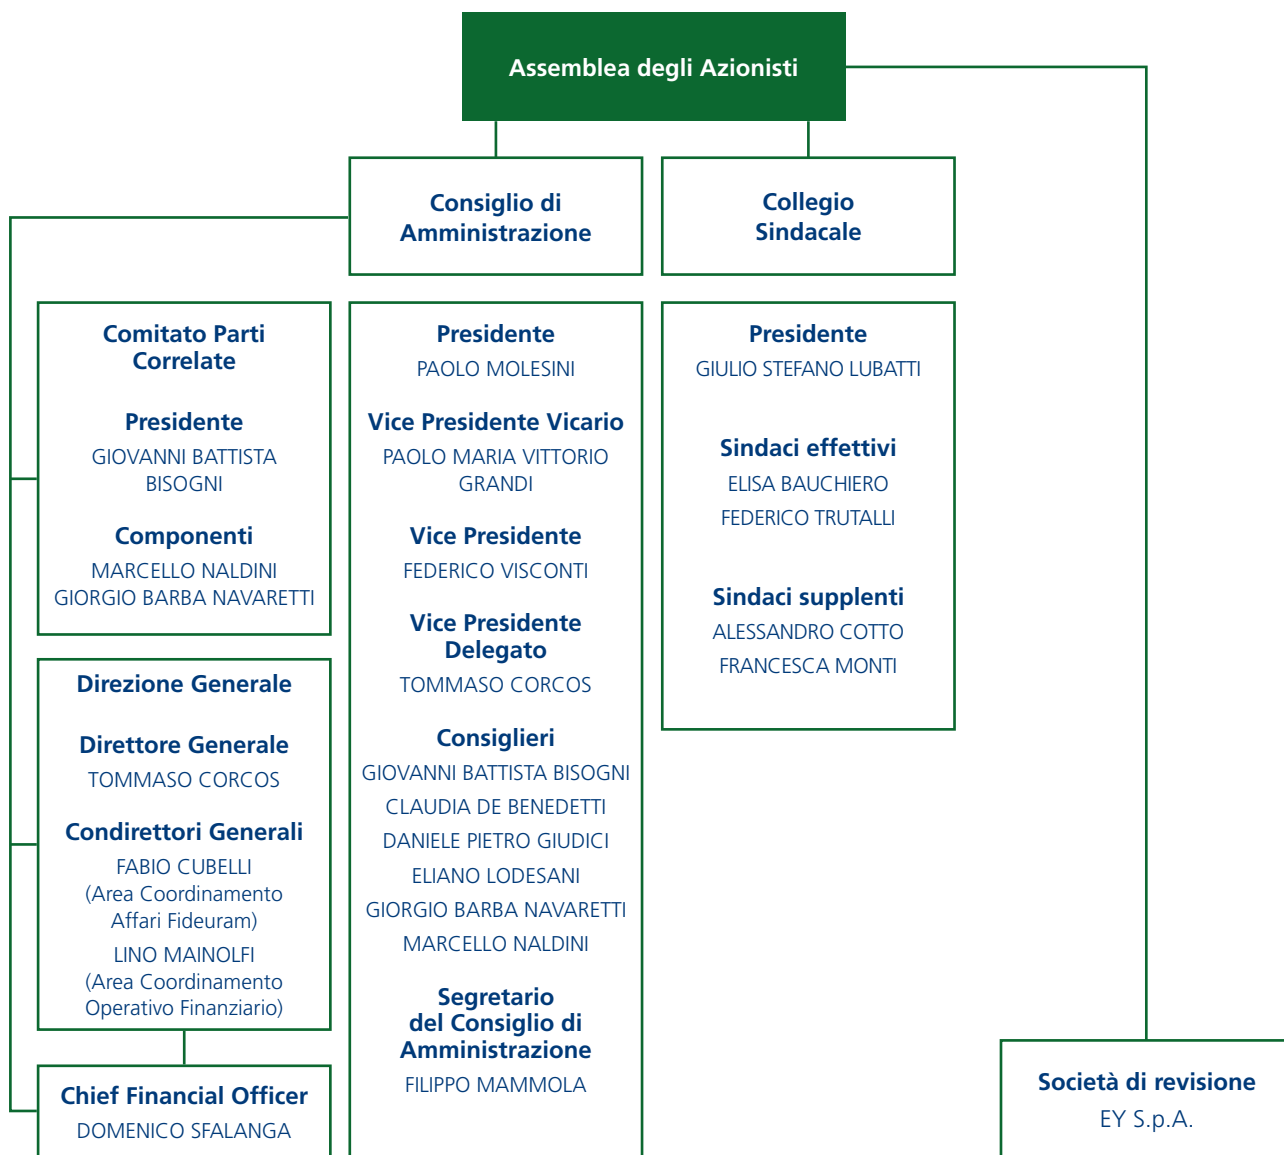 Assemblea degli Azionisti
Consiglio di
Amministrazione
Collegio
Sindacale
Comitato Parti
Correlate
Presidente
GIOVANNI BATTISTA
BISOGNI
Componenti
MARCELLO NALDINI
GIORGIO BARBA NAVARETTI
Direzione Generale
Direttore Generale
TOMMASO CORCOS
Condirettori Generali
FABIO CUBELLI
(Area Coordinamento
Affari Fideuram)
LINO MAINOLFI
(Area Coordinamento
Operativo Finanziario)
Chief Financial Officer
DOMENICO SFALANGA
Presidente
PAOLO MOLESINI
Vice Presidente Vicario
PAOLO MARIA VITTORIO
GRANDI
Vice Presidente
FEDERICO VISCONTI
Vice Presidente
Delegato
TOMMASO CORCOS
Consiglieri
GIOVANNI BATTISTA BISOGNI
CLAUDIA DE BENEDETTI
DANIELE PIETRO GIUDICI
ELIANO LODESANI
GIORGIO BARBA NAVARETTI
MARCELLO NALDINI
Segretario
del Consiglio di
Amministrazione
FILIPPO MAMMOLA
Presidente
GIULIO STEFANO LUBATTI
Sindaci effettivi
ELISA BAUCHIERO
FEDERICO TRUTALLI
Sindaci supplenti
ALESSANDRO COTTO
FRANCESCA MONTI
Società di revisione
EY S.p.A.